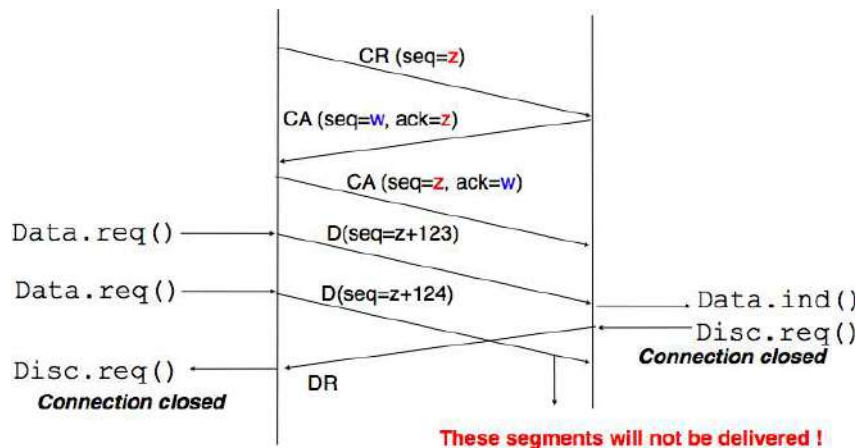 CR (seq=z)
CA (seq=w, ack=z)
CA (seq=z, ack=w)
Data.req()
D(seq=z+123)
Data.req()
D(seq=z+124)
Data.ind()
Disc.req()
Connection closed
Disc.req()
DR
Connection closed
These segments will not be delivered !